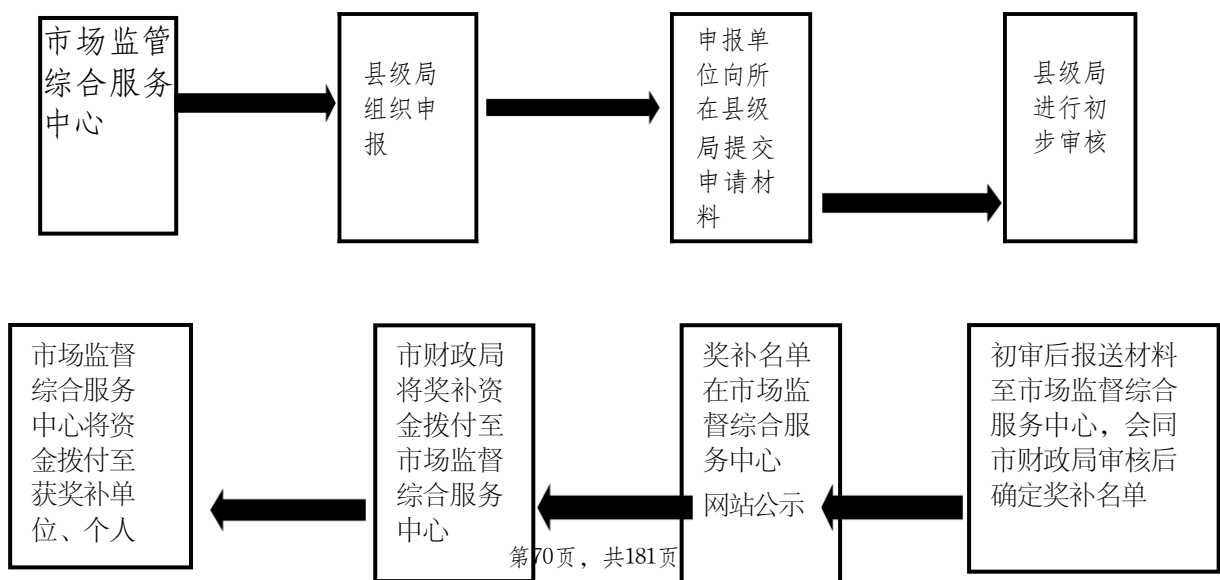 市场监管
综合服务
中心
县级局
组织申
报
申报单
位向所
在县级
局提交
申请材
料
县级局
进行初
步审核
市场监督
综合服务
中心将资
金拨付至
获奖补单
位、个人
市财政局
将奖补资
金拨付至
市场监督
综合服务
中心
奖补名单
在市场监
督综合服
务中心
网站公示
初审后报送材料
至市场监督综合
服务中心，会同
市财政局审核后
确定奖补名单
第70页，共181页